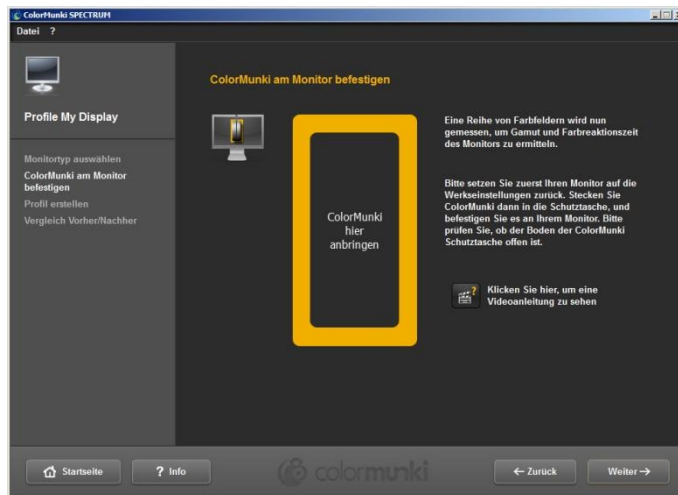 ColorMunki SPECTRUM
Datei ?
Profile My Display
Monitortyp auswählen
ColorMunki am Monitor
befestigen
Profil erstellen
Vergleich Vorher/Nachher
ColorMunki am Monitor befestigen
ColorMunki
hier
anbringen
Eine Reihe von Farbfeldern wird nun
gemessen, um Gamut und Farbreaktionszeit
des Monitors zu ermitteln.
Bitte setzen Sie zuerst Ihren Monitor auf die
Werkseinstellungen zurück. Stecken Sie
ColorMunki dann in die Schutztasche, und
befestigen Sie es an Ihrem Monitor. Bitte
prüfen Sie, ob der Boden der ColorMunki
Schutztasche offen ist.
Klicken Sie hier, um eine
Videoanleitung zu sehen
Startseite
? Info
colormunki
← Zurück
Weiter →